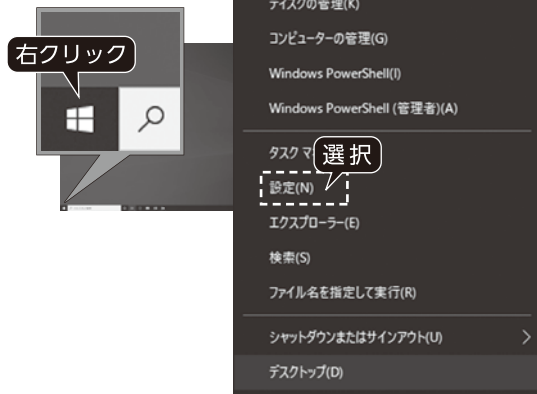 ディスクの管理(K)
コンピューターの管理(G)
右クリック
Windows PowerShell(I)
Windows PowerShell (管理者)(A)
タスク マ
選択
設定(N)
エクスプローラー(E)
検索(S)
ファイル名を指定して実行(R)
シャットダウンまたはサインアウト(U)
デスクトップ(D)